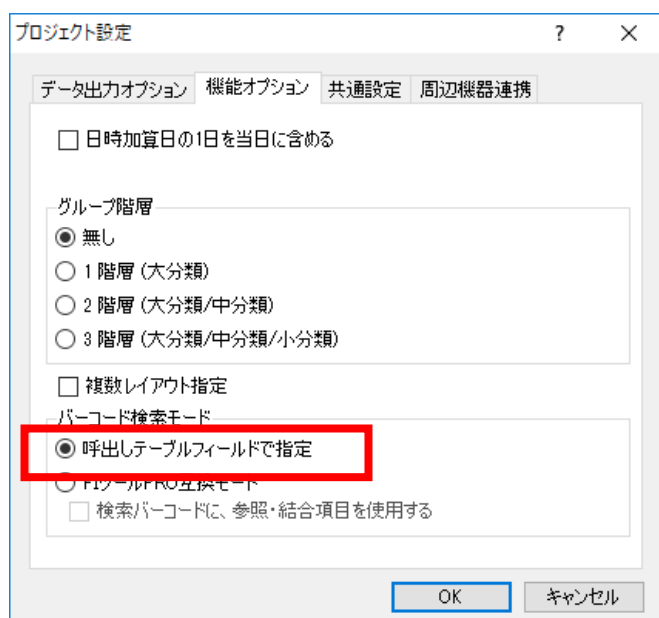 プロジェクト設定 ?
データ出力オプション 機能オプション 共通設定 周辺機器連携
日時加算日の1日を当日に含める
グループ階層
無し
1 階層 (大分類)
2 階層 (大分類/中分類)
3 階層 (大分類/中分類/小分類)
複数レイアウト指定
バーコード検索モード
呼出しテーブルフィールドで指定
検索バーコードに、参照・結合項目を使用する
OK キャンセル